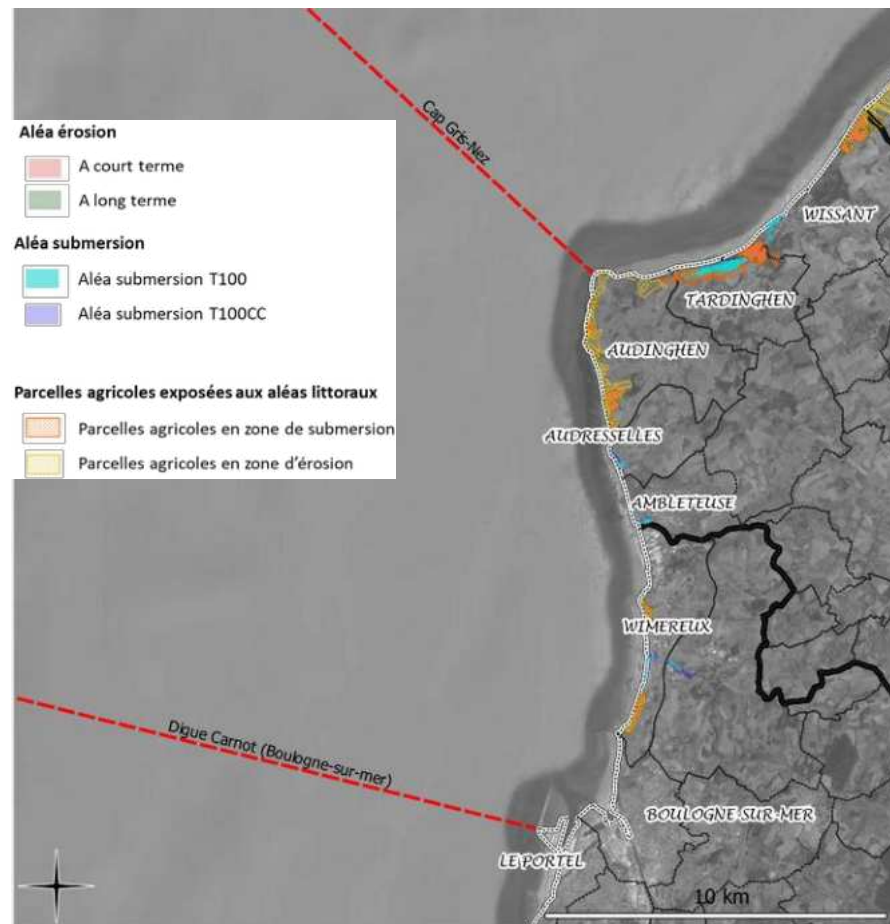 Aléa érosion
A court terme
A long terme
Aléa submersion
Aléa submersion T100
Aléa submersion T100CC
Parcelles agricoles exposées aux aléas littoraux
Parcelles agricoles en zone de submersion
Parcelles agricoles en zone d'érosion
Cap Gris-Nez
WISSANT
TARDINGHEN
AUDINGHEN
AUDRESSELLES
AMBLETEUSE
WIMEREUX
Digue Carnot (Boulogne-sur-mer)
BOULOGNE-SUR-MER
LE PORTEL
10 km